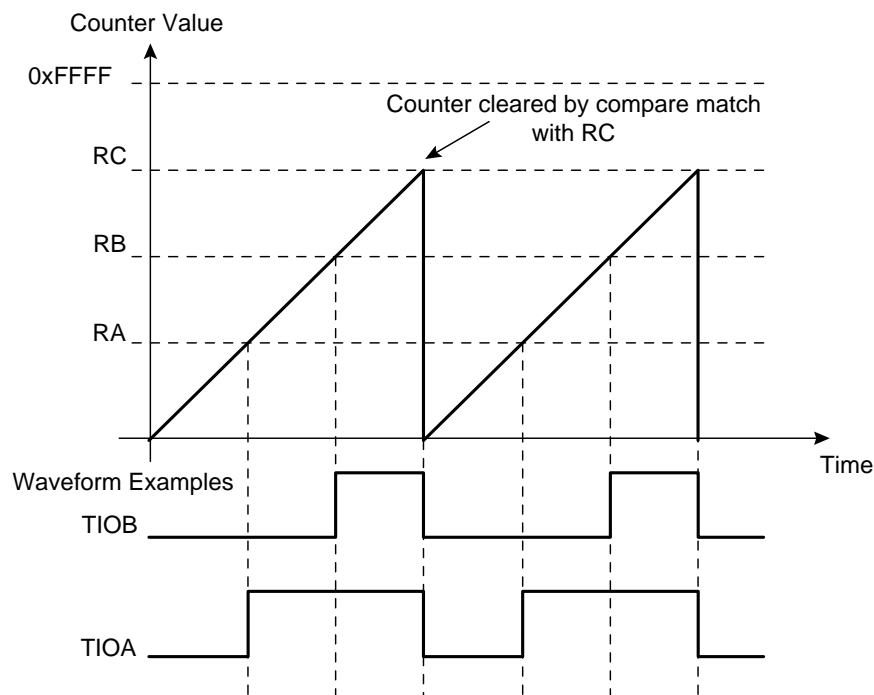 Counter Value
0xFFFF
Counter cleared by compare match
with RC
RC
RB
RA
Time
Waveform Examples
TIOB
TIOA